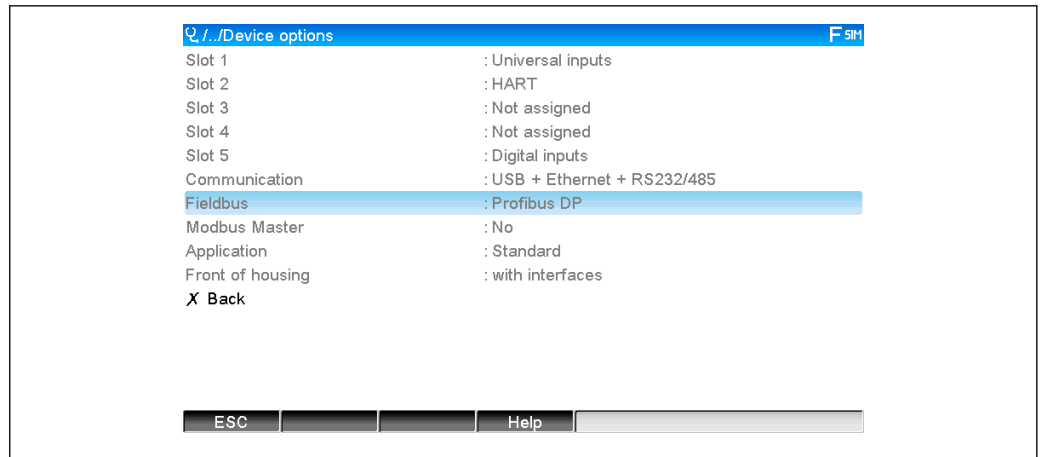 /../Device options F SIM
Slot 1 : Universal inputs
Slot 2 : HART
Slot 3 : Not assigned
Slot 4 : Not assigned
Slot 5 : Digital inputs
Communication : USB + Ethernet + RS232/485
Fieldbus : Profibus DP
Modbus Master : No
Application : Standard
Front of housing : with interfaces
X Back
ESC Help